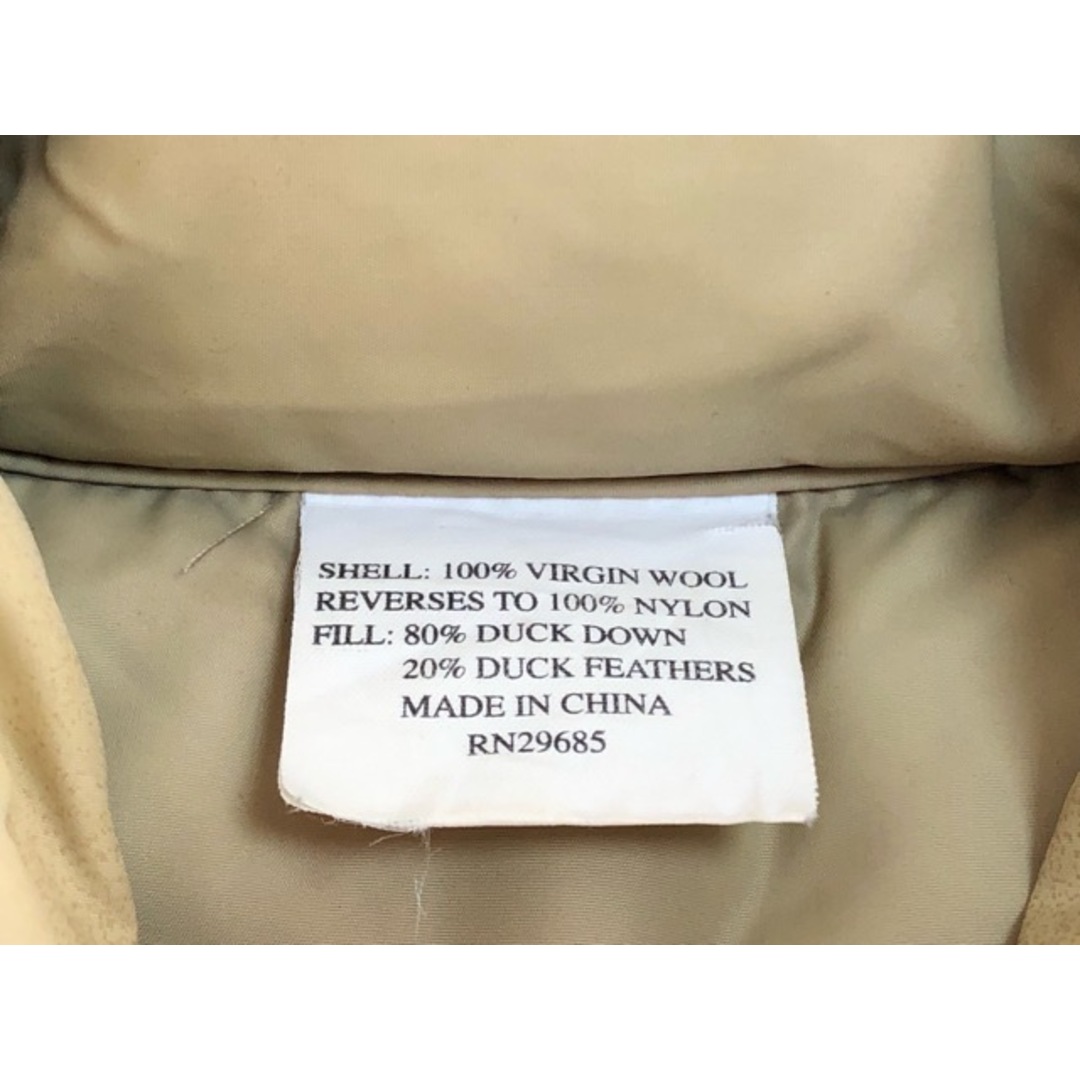 SHELL: 100% VIRGIN WOOL
REVERSES TO 100% NYLON
FILL: 80% DUCK DOWN
20% DUCK FEATHERS
MADE IN CHINA
RN29685